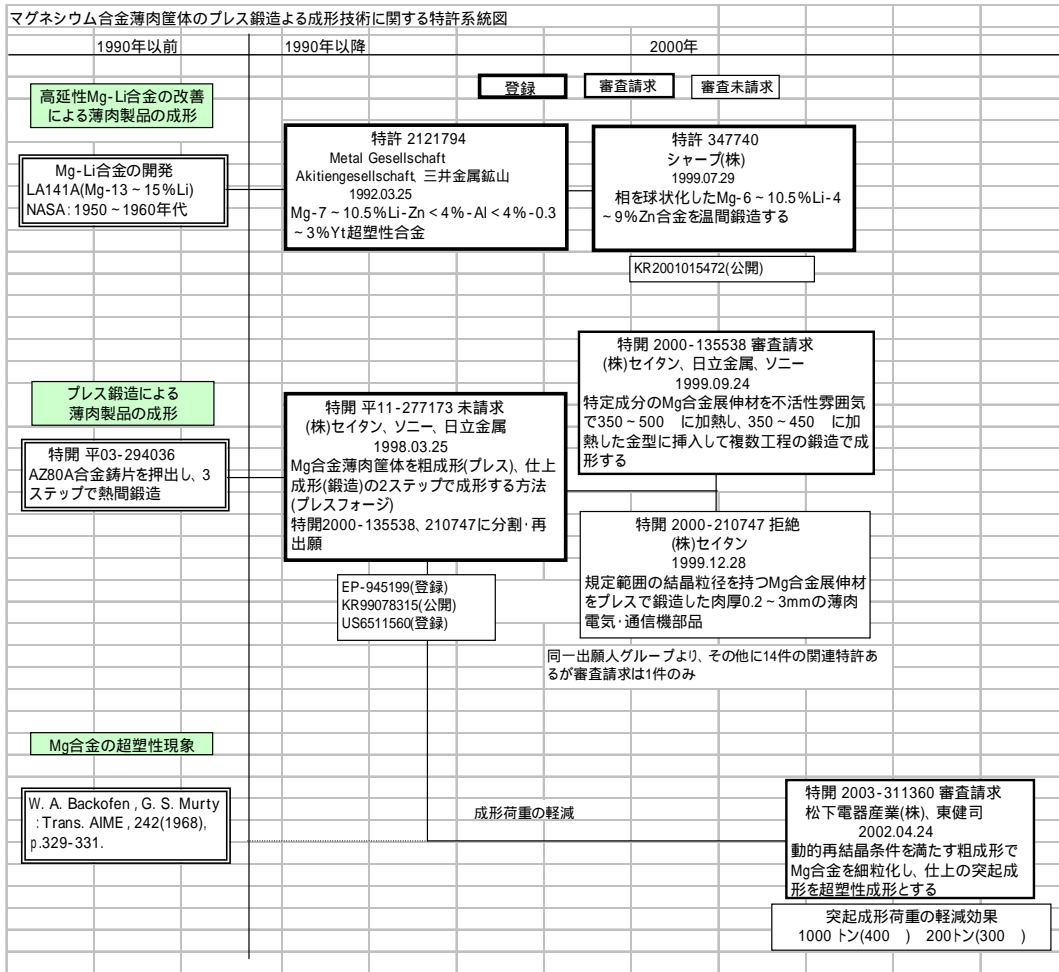 マグネシウム合金薄肉筐体のプレス鍛造よる成形技術に関する特許系統図
1990年以前
1990年以降
2000年
登録
審査請求
審査未請求
高延性Mg-Li合金の改善
による薄肉製品の成形
Mg-Li合金の開発
LA141A(Mg-13~15%Li)
NASA:1950~1960年代
特許 2121794
Metal Gesellschaft
Akitiengesellschaft, 三井金属鉱山
1992.03.25
Mg-7~10.5%Li-Zn<4%-Al<4%-0.3
~3%Yt超塑性合金
特許 347740
シャープ(株)
1999.07.29
相を球状化したMg-6~10.5%Li-4
~9%Zn合金を温間鍛造する
KR2001015472(公開)
プレス鍛造による
薄肉製品の成形
特開 平03-294036
AZ80A合金鋳片を押出し、3
ステップで熱間鍛造
特開 平11-277173 未請求
(株)セイタン、ソニー、日立金属
1998.03.25
Mg合金薄肉筐体を粗成形(プレス)、仕上
成形(鍛造)の2ステップで成形する方法
(プレスフォージ)
特開2000-135538、210747に分割・再
出願
EP-945199(登録)
KR99078315(公開)
US6511560(登録)
特開 2000-135538 審査請求
(株)セイタン、日立金属、ソニー
1999.09.24
特定成分のMg合金展伸材を不活性雰囲気
で350~500 に加熱し、350~450 に加
熱した金型に挿入して複数工程の鍛造で成
形する
特開 2000-210747 拒絶
(株)セイタン
1999.12.28
規定範囲の結晶粒径を持つMg合金展伸材
をプレスで鍛造した肉厚0.2~3mmの薄肉
電気・通信機部品
同一出願人グループより、その他に14件の関連特許あ
るが審査請求は1件のみ
Mg合金の超塑性現象
W. A. Backofen , G. S. Murty
: Trans. AIME , 242(1968),
p.329-331.
成形荷重の軽減
特開 2003-311360 審査請求
松下電器産業(株)、東健司
2002.04.24
動的再結晶条件を満たす粗成形で
Mg合金を細粒化し、仕上の突起成
形を超塑性成形とする
突起成形荷重の軽減効果
1000トン(400 ) 200トン(300 )